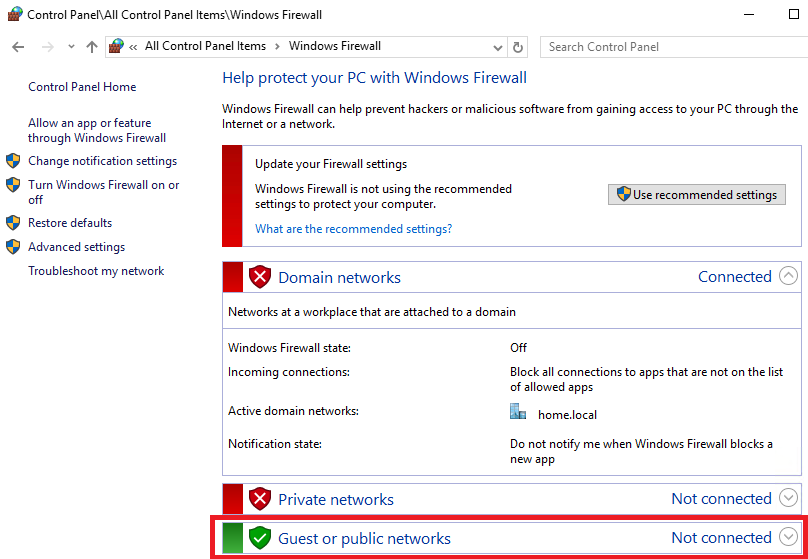 Control Panel\All Control Panel Items\Windows Firewall
« All Control Panel Items > Windows Firewall
Search Control Panel
Control Panel Home
Allow an app or feature
through Windows Firewall
Change notification settings
Turn Windows Firewall on or
off
Restore defaults
Advanced settings
Troubleshoot my network
Help protect your PC with Windows Firewall
Windows Firewall can help prevent hackers or malicious software from gaining access to your PC through the
Internet or a network.
Update your Firewall settings
Windows Firewall is not using the recommended
settings to protect your computer.
Use recommended settings
What are the recommended settings?
Domain networks Connected
Networks at a workplace that are attached to a domain
Windows Firewall state: Off
Incoming connections: Block all connections to apps that are not on the list
of allowed apps
Active domain networks: home.local
Notification state: Do not notify me when Windows Firewall blocks a
new app
Private networks Not connected
Guest or public networks Not connected